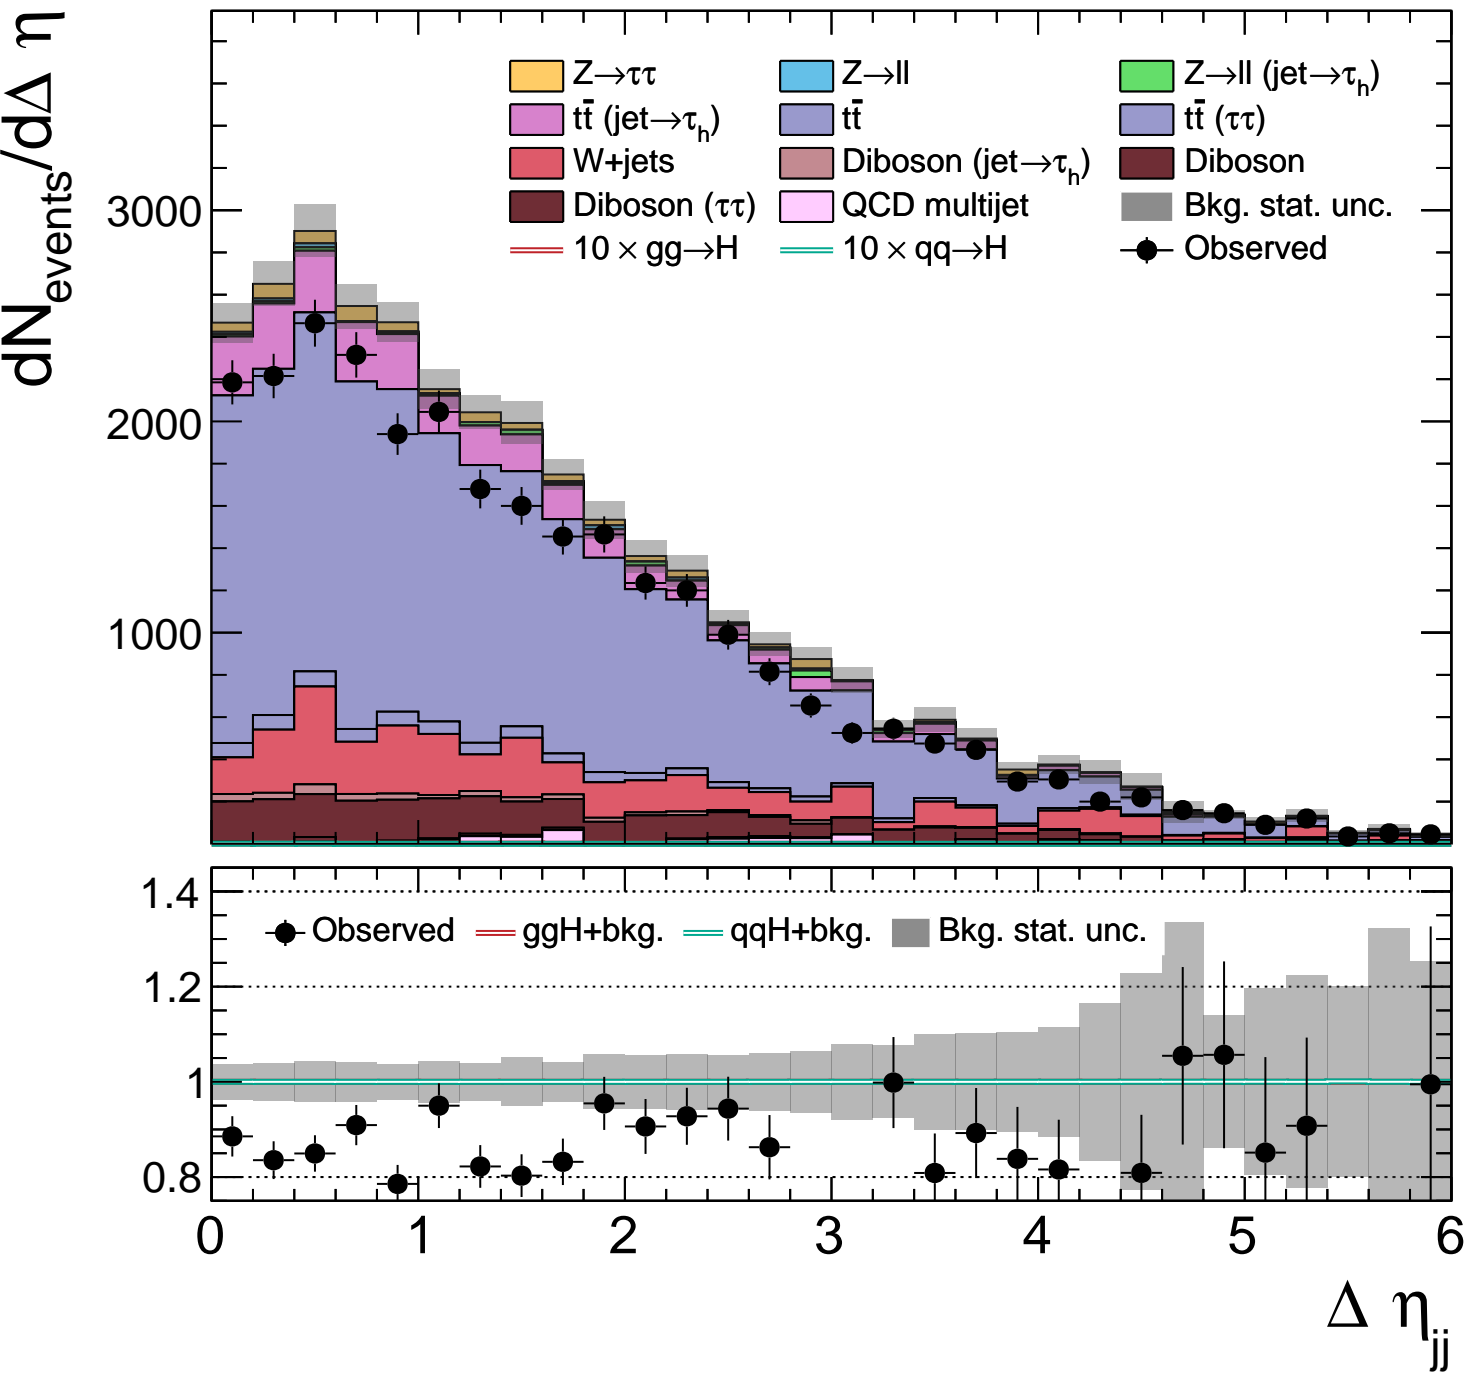 dN_events/dΔ η
Z→ττ Z→ll Z→ll (jet→τ_h)
tt̄ (jet→τ_h) tt̄ tt̄ (ττ)
W+jets Diboson (jet→τ_h) Diboson
Diboson (ττ) QCD multijet Bkg. stat. unc.
10 × gg→H 10 × qq→H Observed
3000
2000
1000
1.4
Observed ggH+bkg. qqH+bkg. Bkg. stat. unc.
1.2
1
0.8
0 1 2 3 4 5 6
Δ η_jj